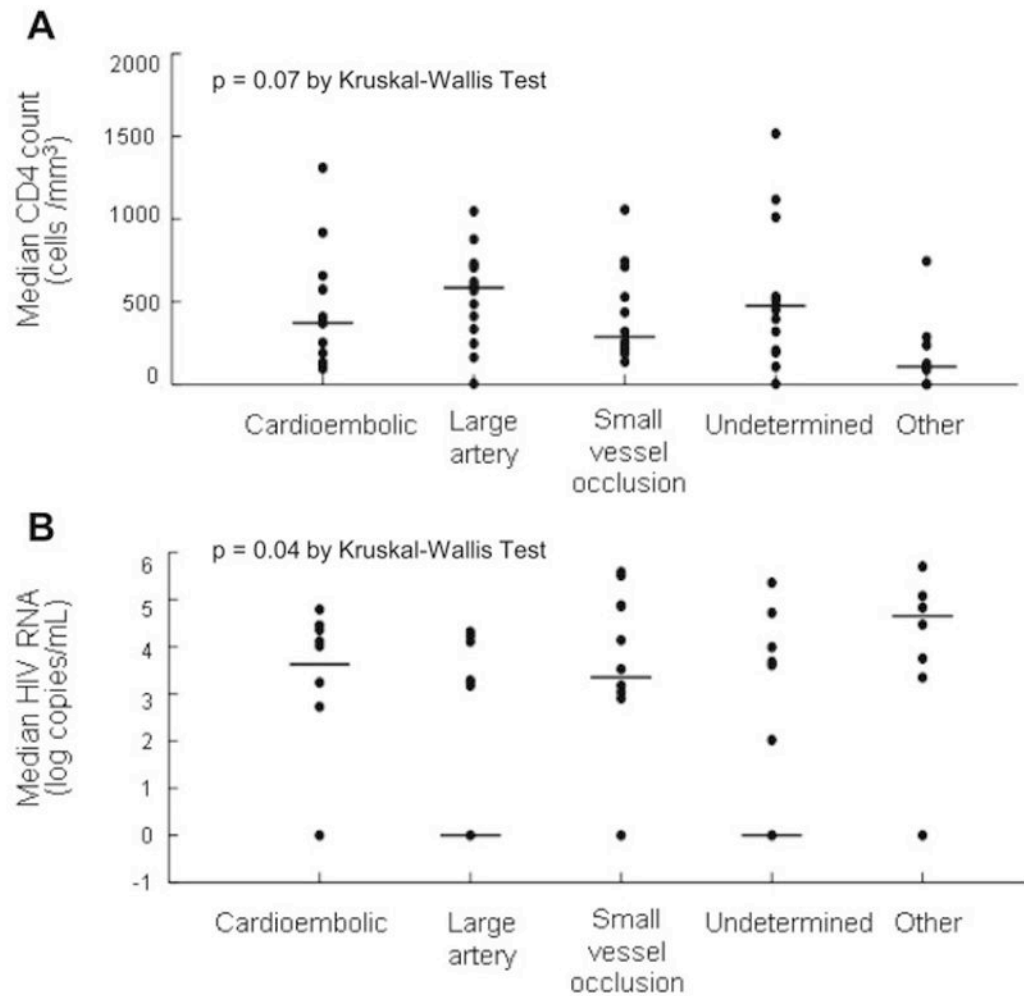 A
p = 0.07 by Kruskal-Wallis Test
Median CD4 count
(cells /mm³)
2000
1500
1000
500
0
Cardioembolic
Large
artery
Small
vessel
occlusion
Undetermined
Other
B
p = 0.04 by Kruskal-Wallis Test
Median HIV RNA
(log copies/mL)
6
5
4
3
2
1
0
-1
Cardioembolic
Large
artery
Small
vessel
occlusion
Undetermined
Other